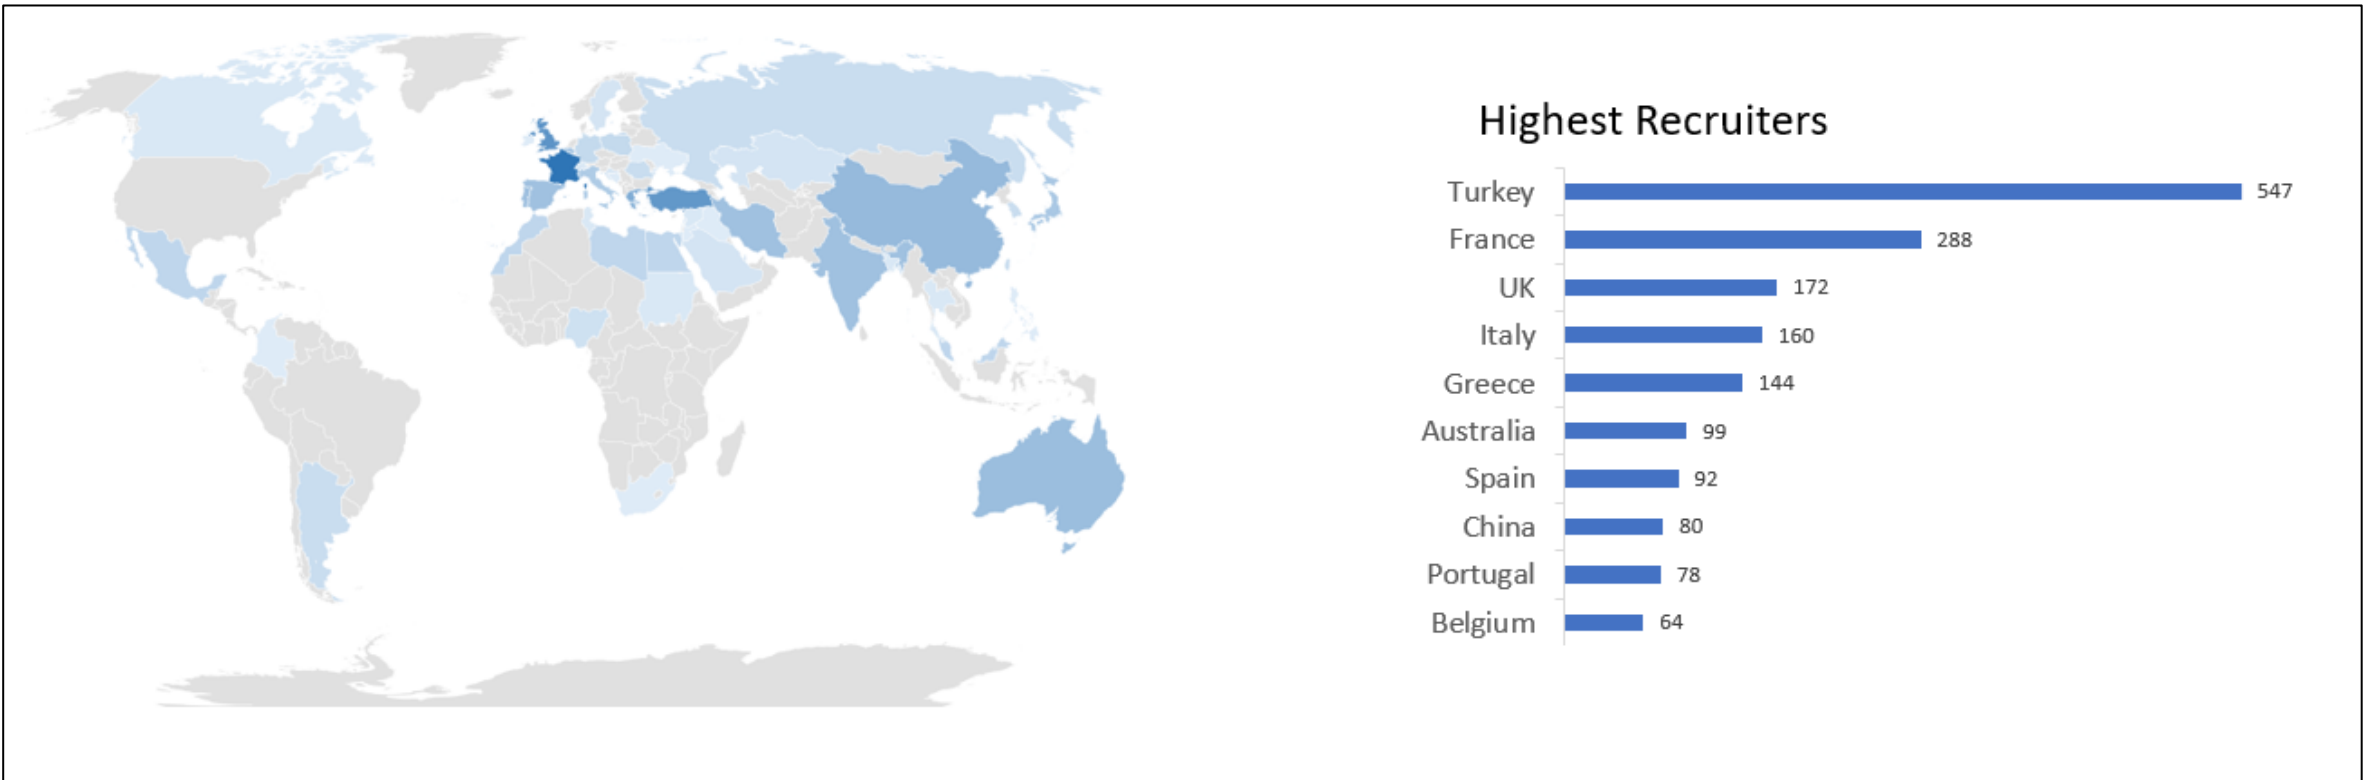 Highest Recruiters
Turkey 547
France 288
UK 172
Italy 160
Greece 144
Australia 99
Spain 92
China 80
Portugal 78
Belgium 64